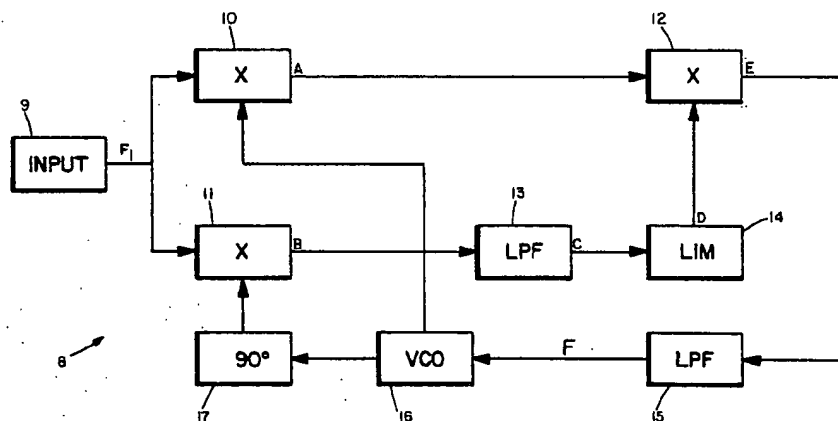 10
12
X
A
X
E
9
INPUT
F1
11
13
D
14
X
B
LPF
C
LIM
8
90°
VCO
F
LPF
17
16
15